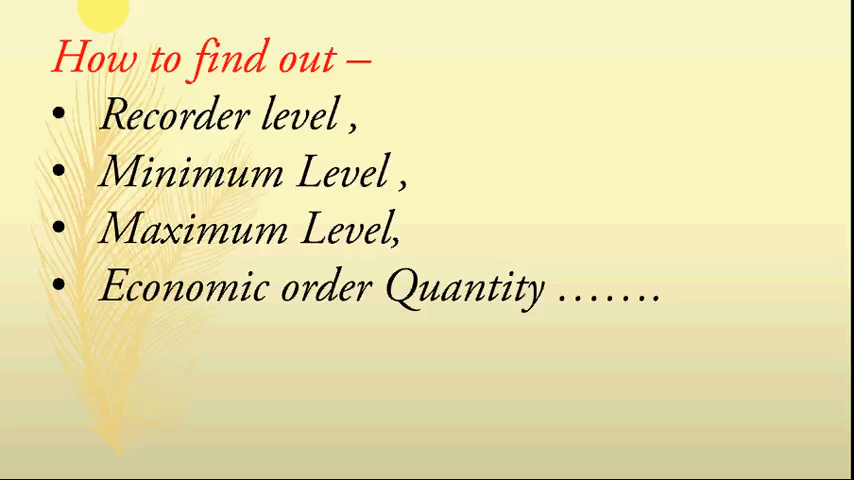 How to find out –
• Recorder level ,
• Minimum Level ,
• Maximum Level,
• Economic order Quantity …….